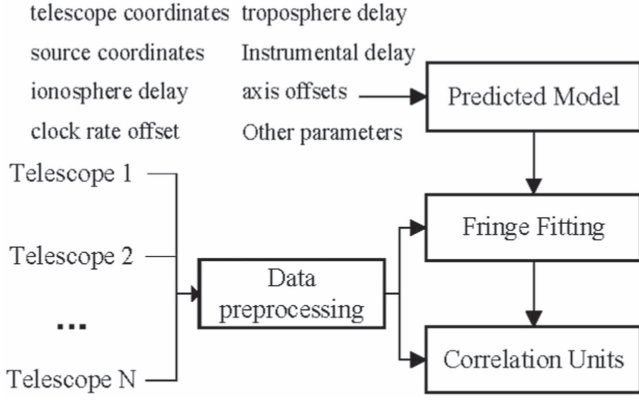 telescope coordinates troposphere delay
source coordinates Instrumental delay
ionosphere delay axis offsets
clock rate offset Other parameters
Predicted Model
Telescope 1
Telescope 2
...
Telescope N
Data
preprocessing
Fringe Fitting
Correlation Units